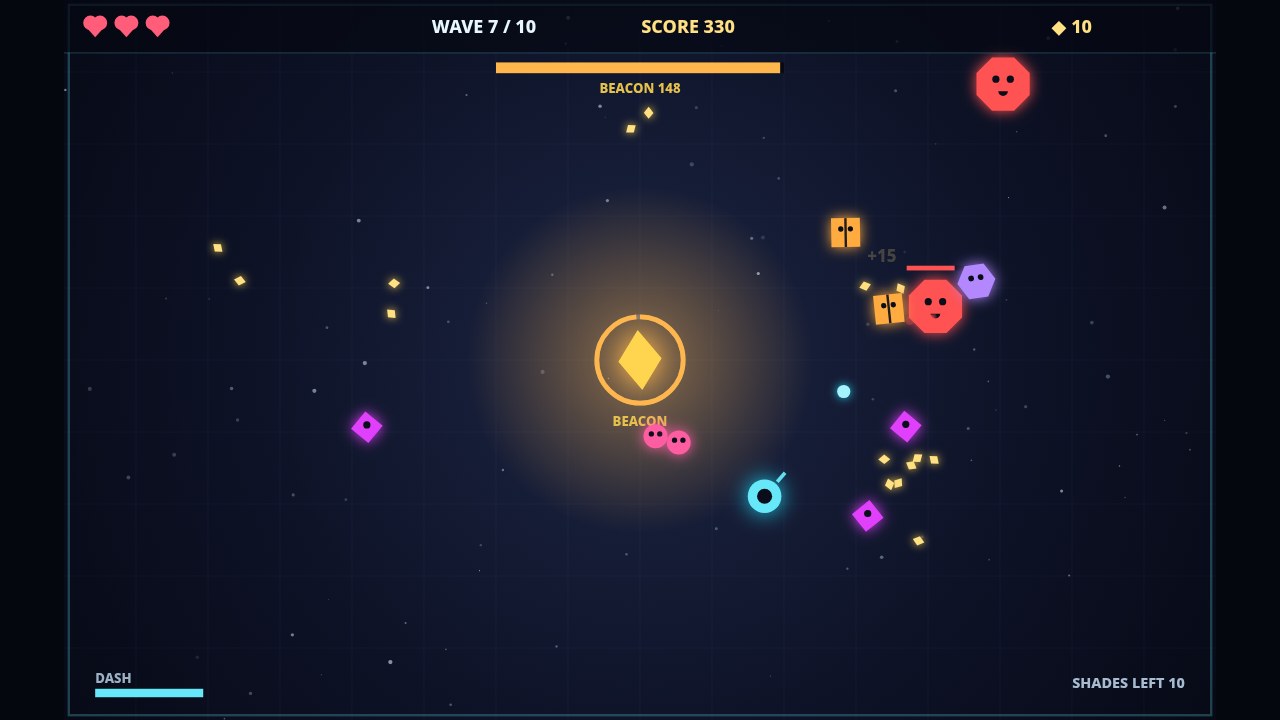 WAVE 7 / 10
SCORE 330
10
BEACON 148
+15
BEACON
DASH
SHADES LEFT 10